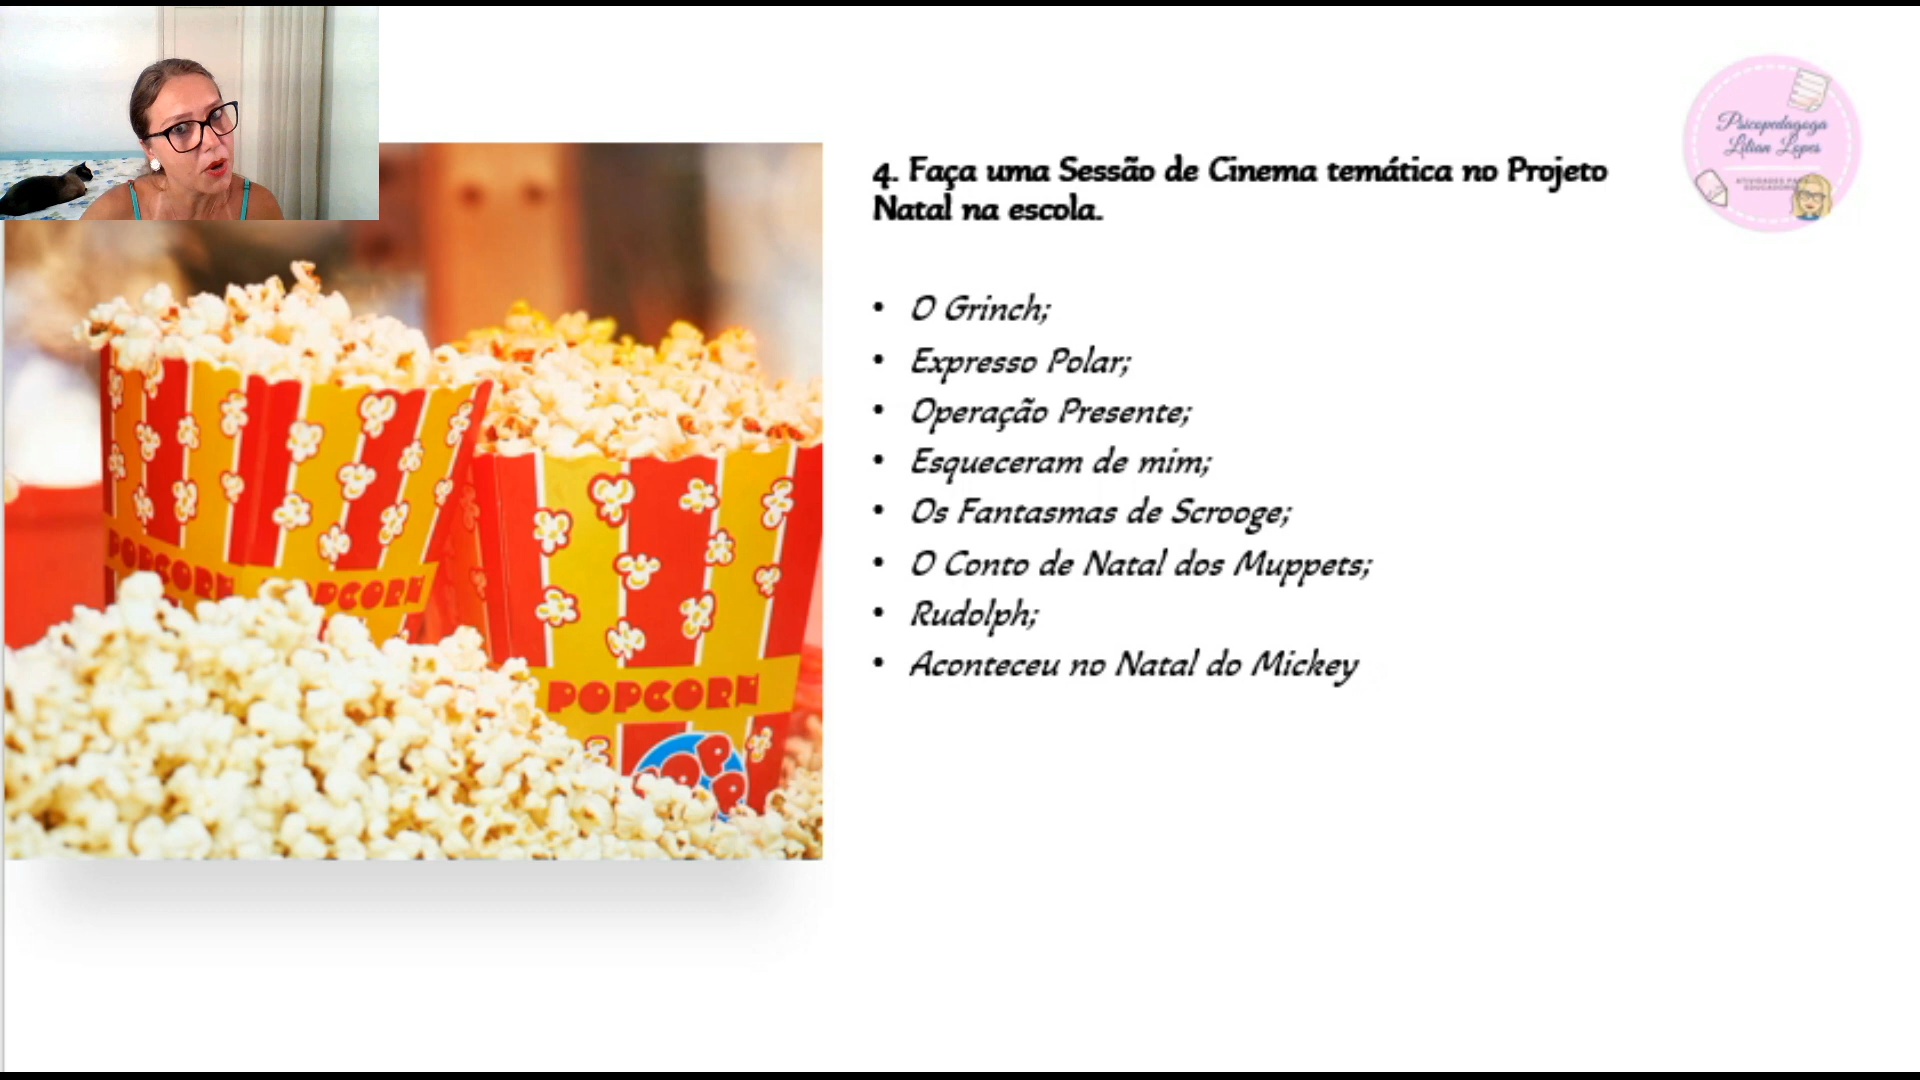 Psicopedagoga
Lilian Lopes
4. Faça uma Sessão de Cinema temática no Projeto
Natal na escola.
• O Grinch;
• Expresso Polar;
• Operação Presente;
• Esqueceram de mim;
• Os Fantasmas de Scrooge;
• O Conto de Natal dos Muppets;
• Rudolph;
• Aconteceu no Natal do Mickey
POPCORN
POPCORN
POPCORN